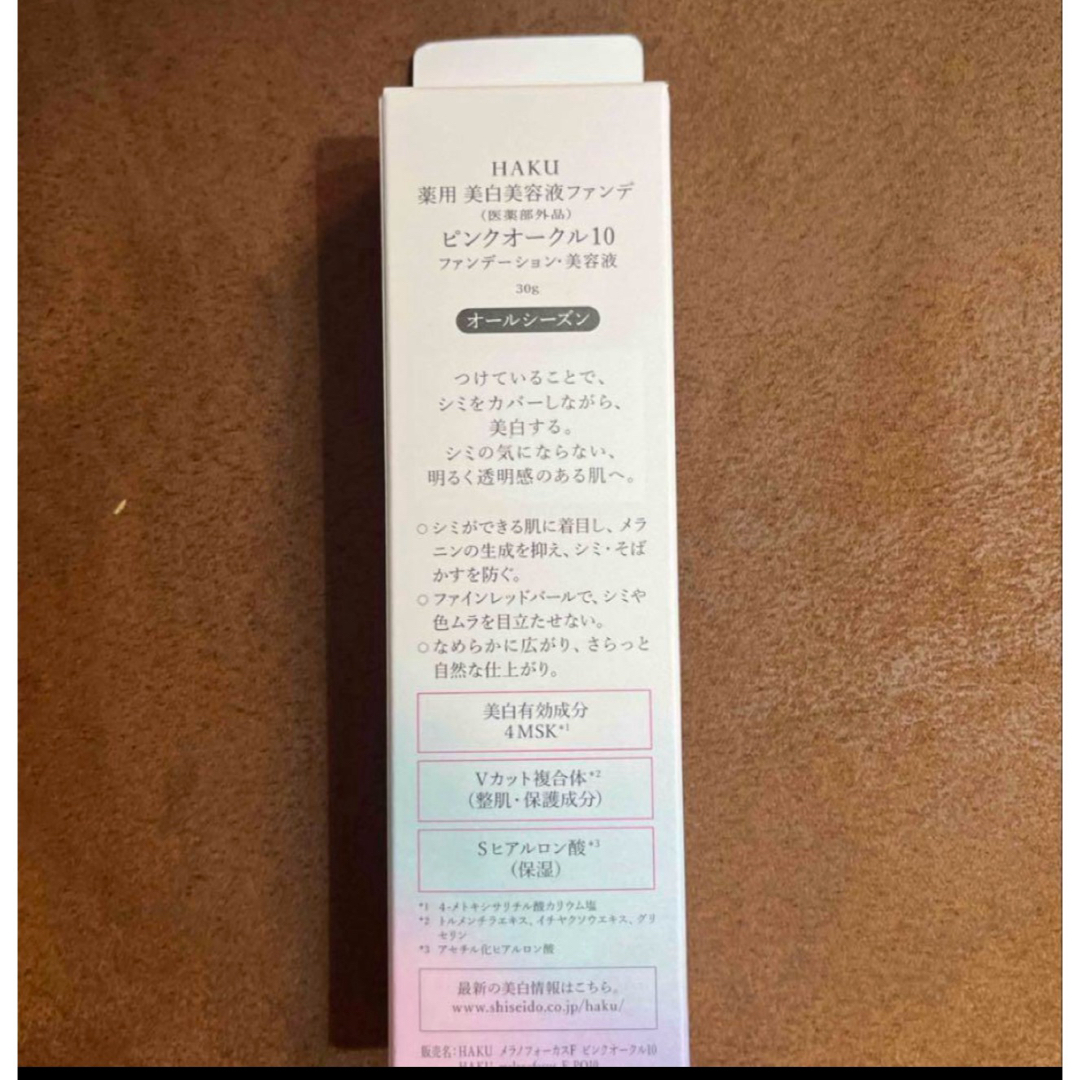 HAKU
薬用 美白美容液ファンデ
（医薬部外品）
ピンクオークル10
ファンデーション・美容液
30g
オールシーズン
つけていることで、
シミをカバーしながら、
美白する。
シミの気にならない、
明るく透明感のある肌へ。
○シミができる肌に着目し、メラ
ニンの生成を抑え、シミ・そば
かすを防ぐ。
○ファインレッドパールで、シミや
色ムラを目立たせない。
○なめらかに広がり、さらっと
自然な仕上がり。
美白有効成分
4MSK*1
Vカット複合体*2
（整肌・保護成分）
Sヒアルロン酸*3
（保湿）
*1 4-メトキシサリチル酸カリウム塩
*2 トルメンチラエキス、イチヤクソウエキス、グリ
セリン
*3 アセチル化ヒアルロン酸
最新の美白情報はこちら。
www.shiseido.co.jp/haku/
販売名：HAKU メラノフォーカスF ピンクオークル10